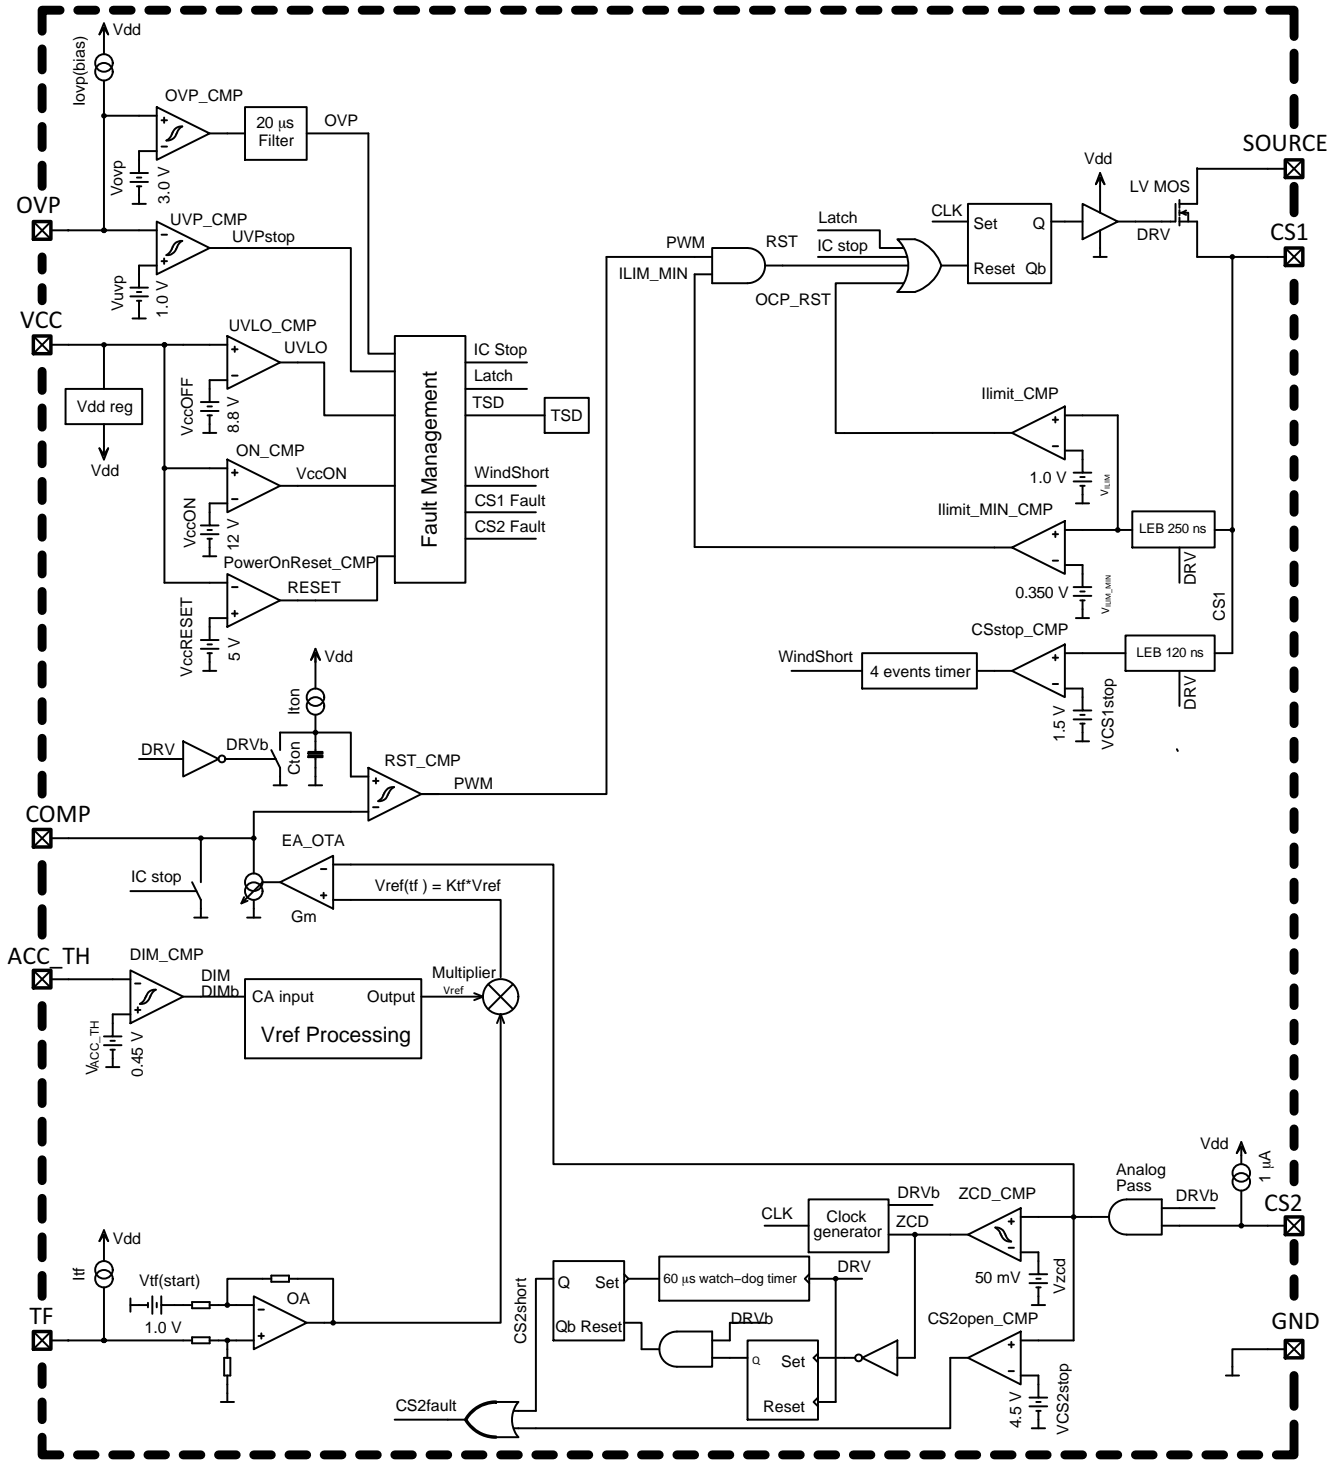 Vdd
Iovp(bias)
OVP_CMP
20 µs
Filter
OVP
Vovp
3.0 V
SOURCE
Vdd
LV MOS
OVP
UVP_CMP
UVPstop
Vuvp
1.0 V
Latch
IC stop
CLK
Set
Q
Reset
Qb
DRV
CS1
PWM
ILIM_MIN
RST
OCP_RST
VCC
UVLO_CMP
UVLO
VccOFF
8.8 V
Vdd reg
Vdd
ON_CMP
VccON
VccON
12 V
PowerOnReset_CMP
RESET
VccRESET
5 V
Fault Management
IC Stop
Latch
TSD
TSD
WindShort
CS1 Fault
CS2 Fault
Ilimit_CMP
1.0 V
VILIM
Ilimit_MIN_CMP
LEB 250 ns
DRV
0.350 V
VILIM_MIN
CS1
CSstop_CMP
LEB 120 ns
WindShort
4 events timer
DRV
1.5 V
VCS1stop
Vdd
Iton
DRV
DRVb
Cton
RST_CMP
PWM
COMP
EA_OTA
IC stop
Vref(tf ) = Ktf*Vref
Gm
ACC_TH
DIM_CMP
DIM
DIMb
CA input
Output
Vref Processing
Multiplier
Vref
VACC_TH
0.45 V
Vdd
1 µA
Analog
Pass
DRVb
CS2
ZCD_CMP
DRVb
CLK
Clock
generator
ZCD
50 mV
Vzcd
Vdd
Itf
Vtf(start)
1.0 V
OA
TF
CS2short
Q
Set
Qb Reset
60 µs watch–dog timer
DRV
DRVb
Q
Set
Reset
CS2open_CMP
4.5 V
VCS2stop
GND
CS2fault